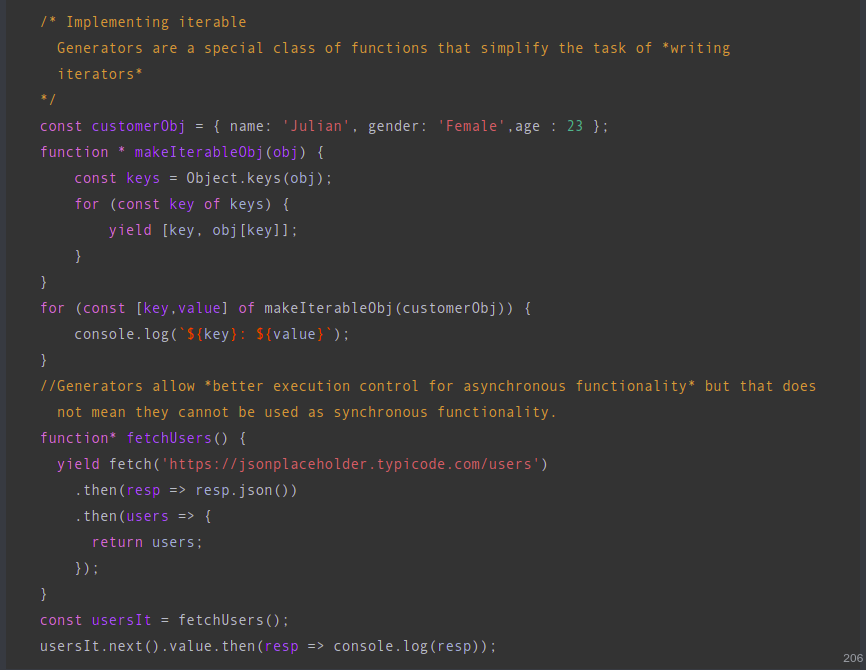 /* Implementing iterable
Generators are a special class of functions that simplify the task of *writing
iterators*
*/
const customerObj = { name: 'Julian', gender: 'Female',age : 23 };
function * makeIterableObj(obj) {
const keys = Object.keys(obj);
for (const key of keys) {
yield [key, obj[key]];
}
}
for (const [key,value] of makeIterableObj(customerObj)) {
console.log(`${key}: ${value}`);
}
//Generators allow *better execution control for asynchronous functionality* but that does
not mean they cannot be used as synchronous functionality.
function* fetchUsers() {
yield fetch('https://jsonplaceholder.typicode.com/users')
.then(resp => resp.json())
.then(users => {
return users;
});
}
const usersIt = fetchUsers();
usersIt.next().value.then(resp => console.log(resp));
206